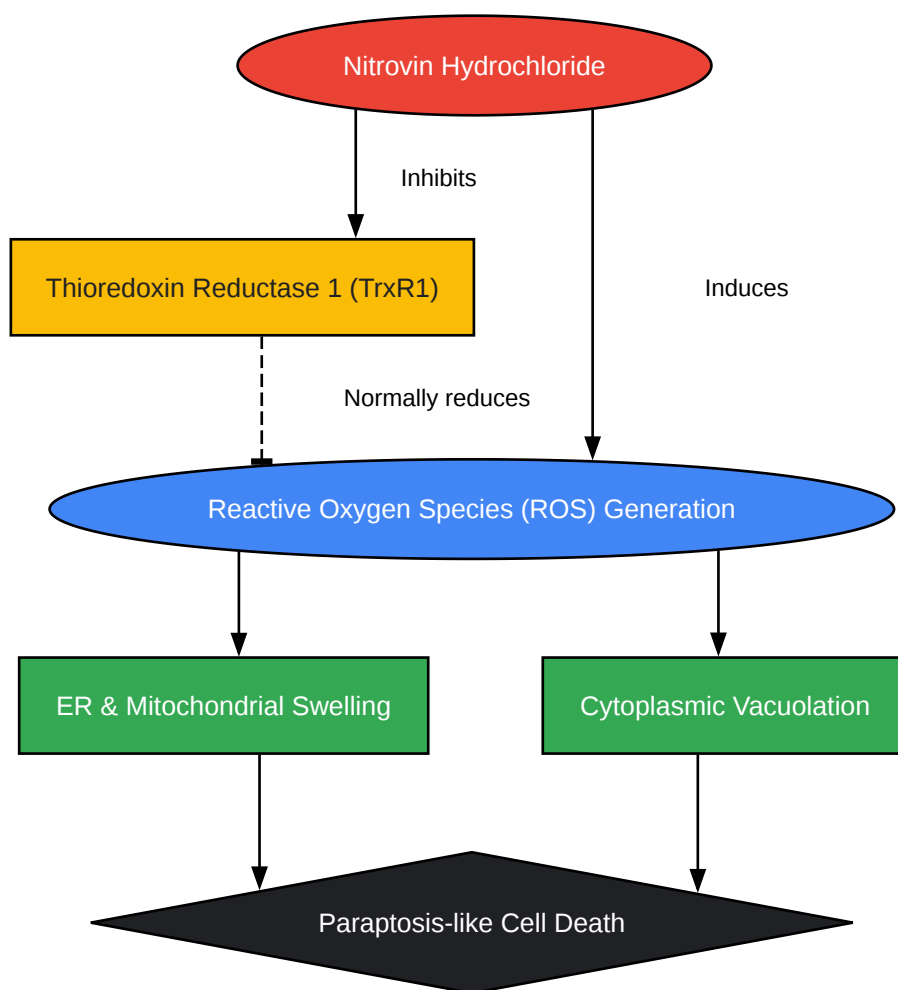 Nitrovin Hydrochloride
Inhibits
Thioredoxin Reductase 1 (TrxR1)
Induces
Normally reduces
Reactive Oxygen Species (ROS) Generation
ER & Mitochondrial Swelling
Cytoplasmic Vacuolation
Paraptosis-like Cell Death